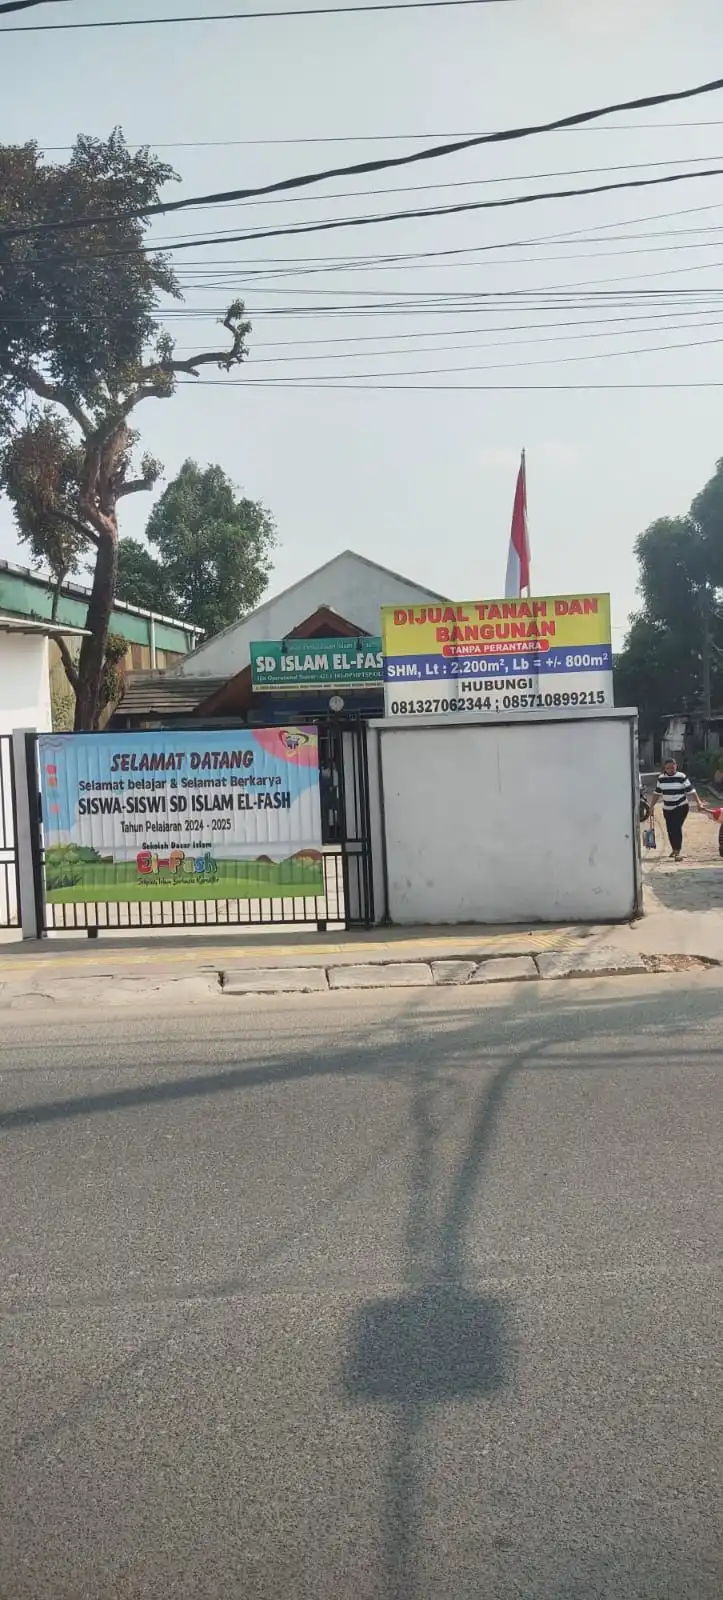 SD ISLAM EL-FAS
DIJUAL TANAH DAN
BANGUNAN
TANPA PERANTARA
SHM, Lt : 2.200m², Lb = +/- 800m²
HUBUNGI
081327062344 ; 085710899215
SELAMAT DATANG
Selamat belajar & Selamat Berkarya
SISWA-SISWI SD ISLAM EL-FASH
Tahun Pelajaran 2024 - 2025
Sekolah Dasar Islam
El-Fash